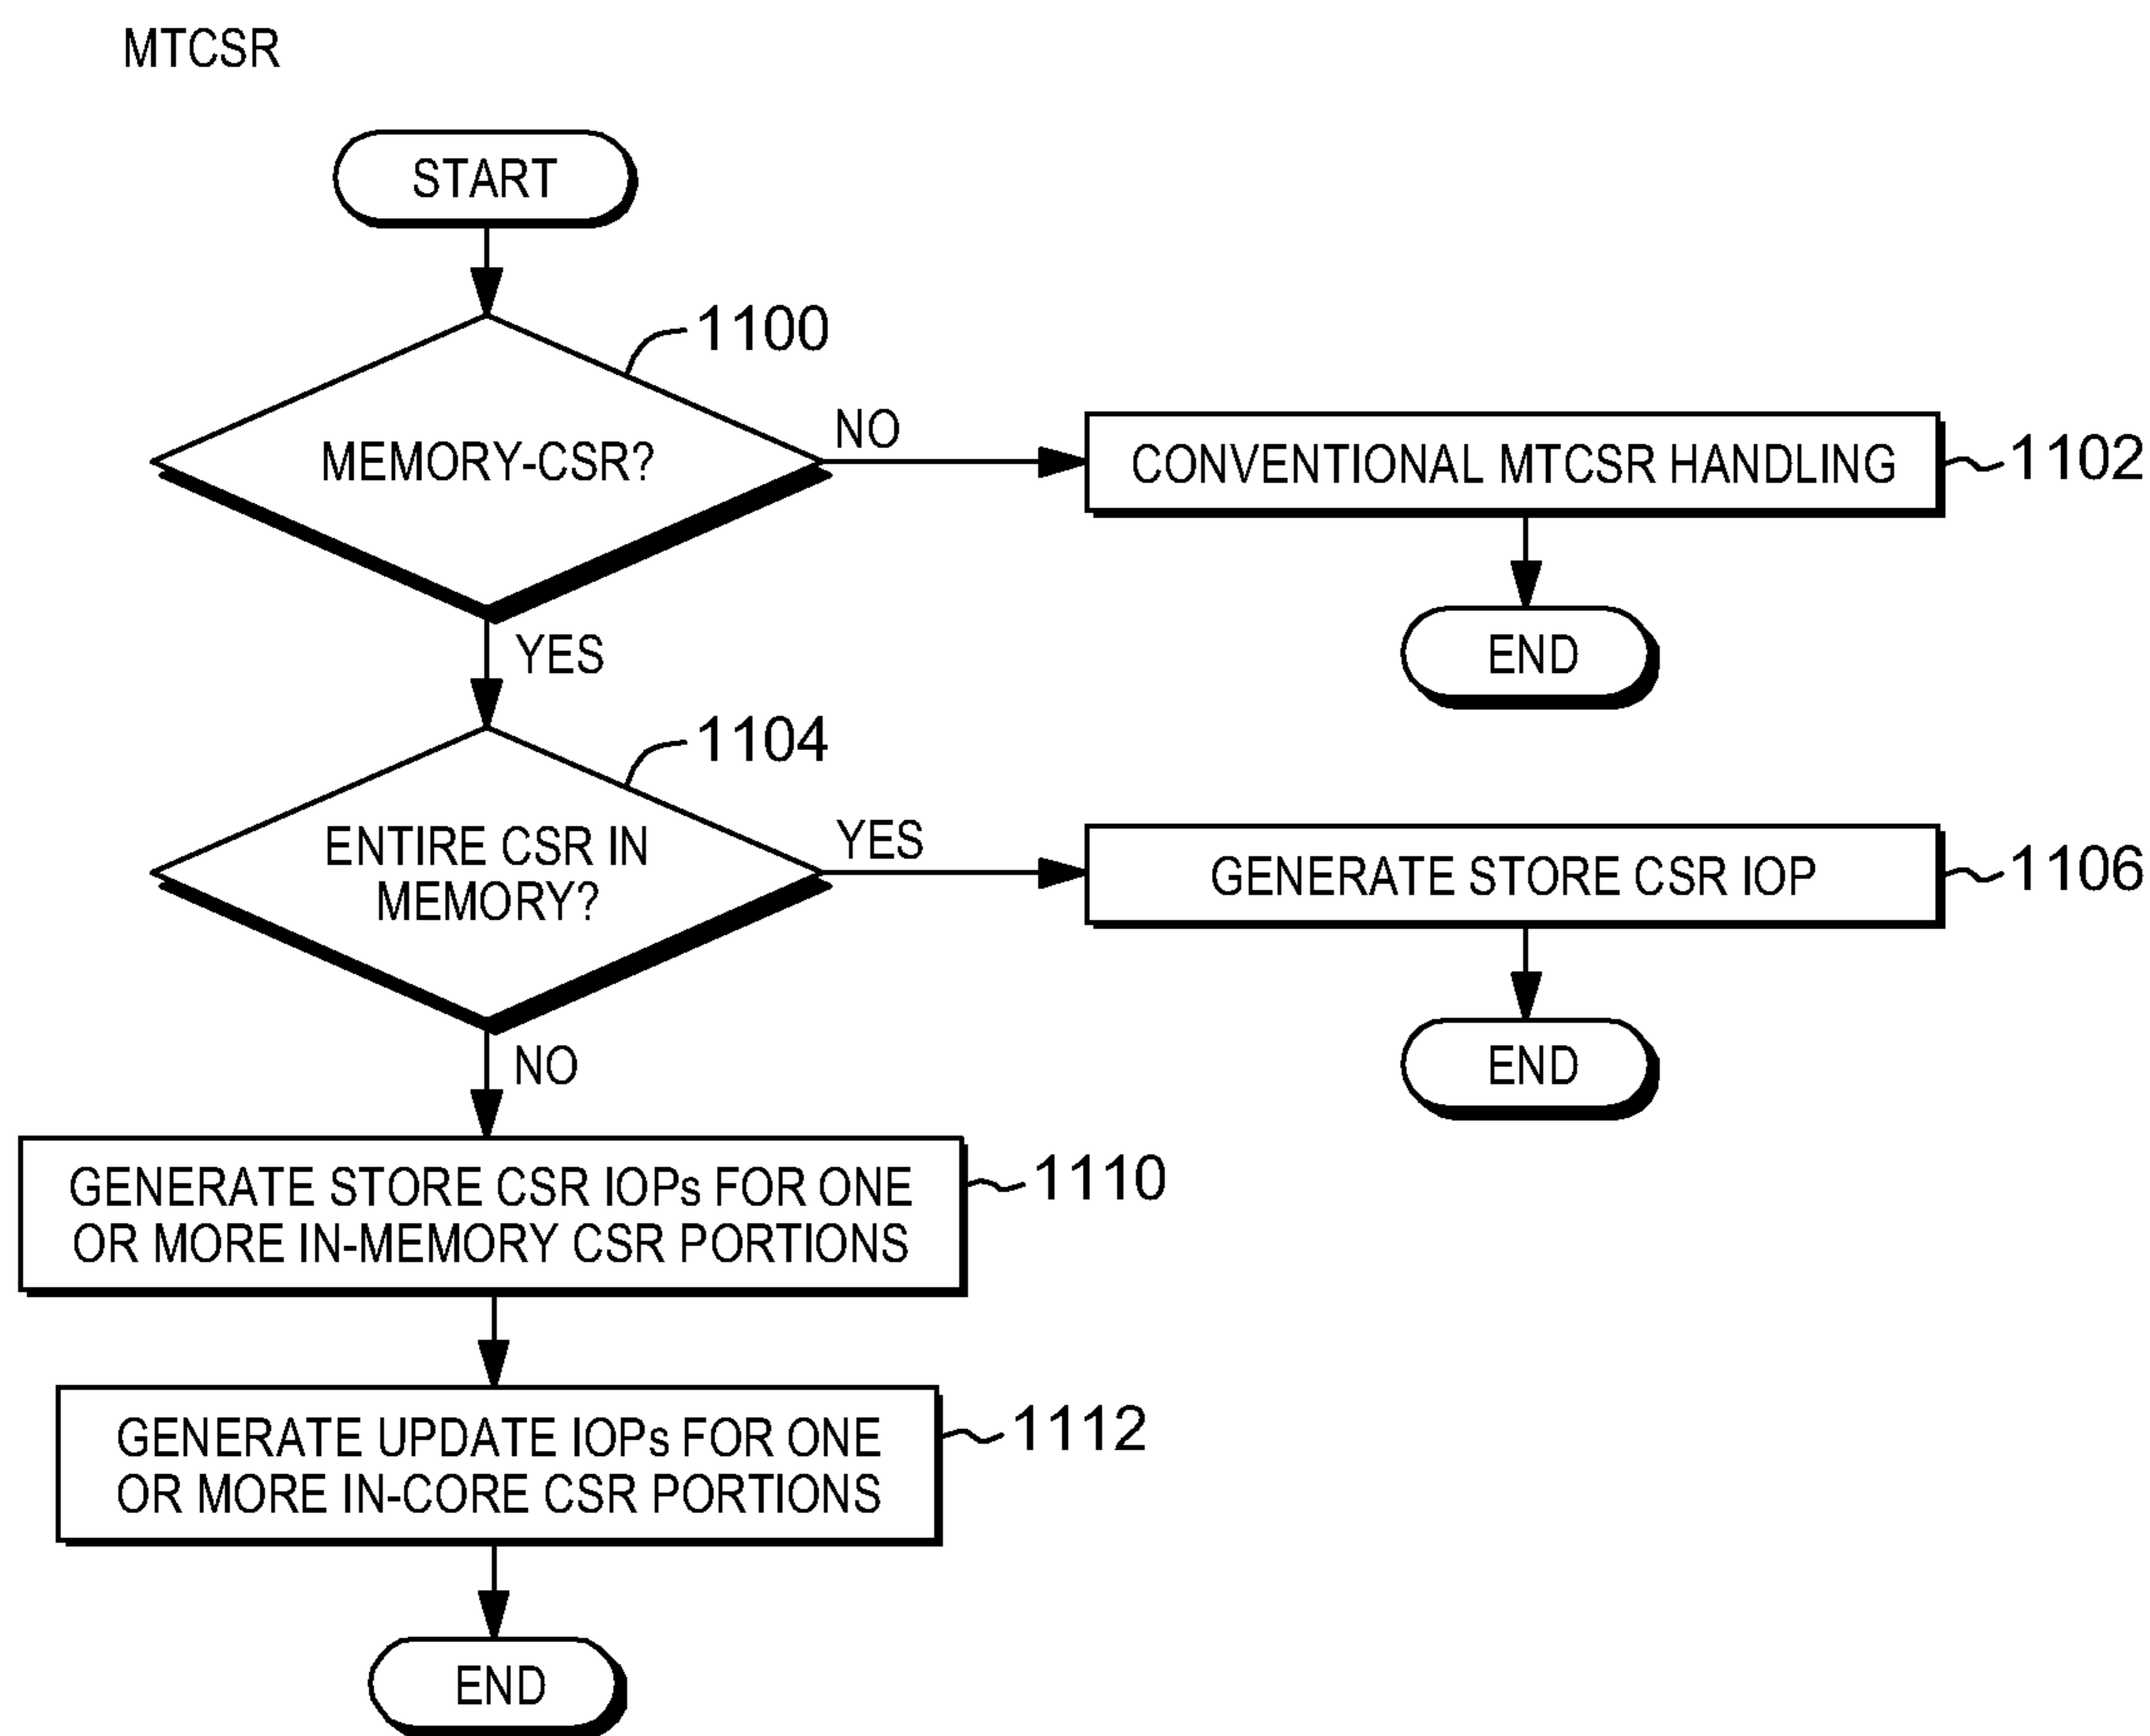 MTCSR
START
1100
MEMORY-CSR?
NO
CONVENTIONAL MTCSR HANDLING
1102
END
YES
1104
ENTIRE CSR IN
MEMORY?
YES
GENERATE STORE CSR IOP
1106
END
NO
GENERATE STORE CSR IOPs FOR ONE
OR MORE IN-MEMORY CSR PORTIONS
1110
GENERATE UPDATE IOPs FOR ONE
OR MORE IN-CORE CSR PORTIONS
1112
END